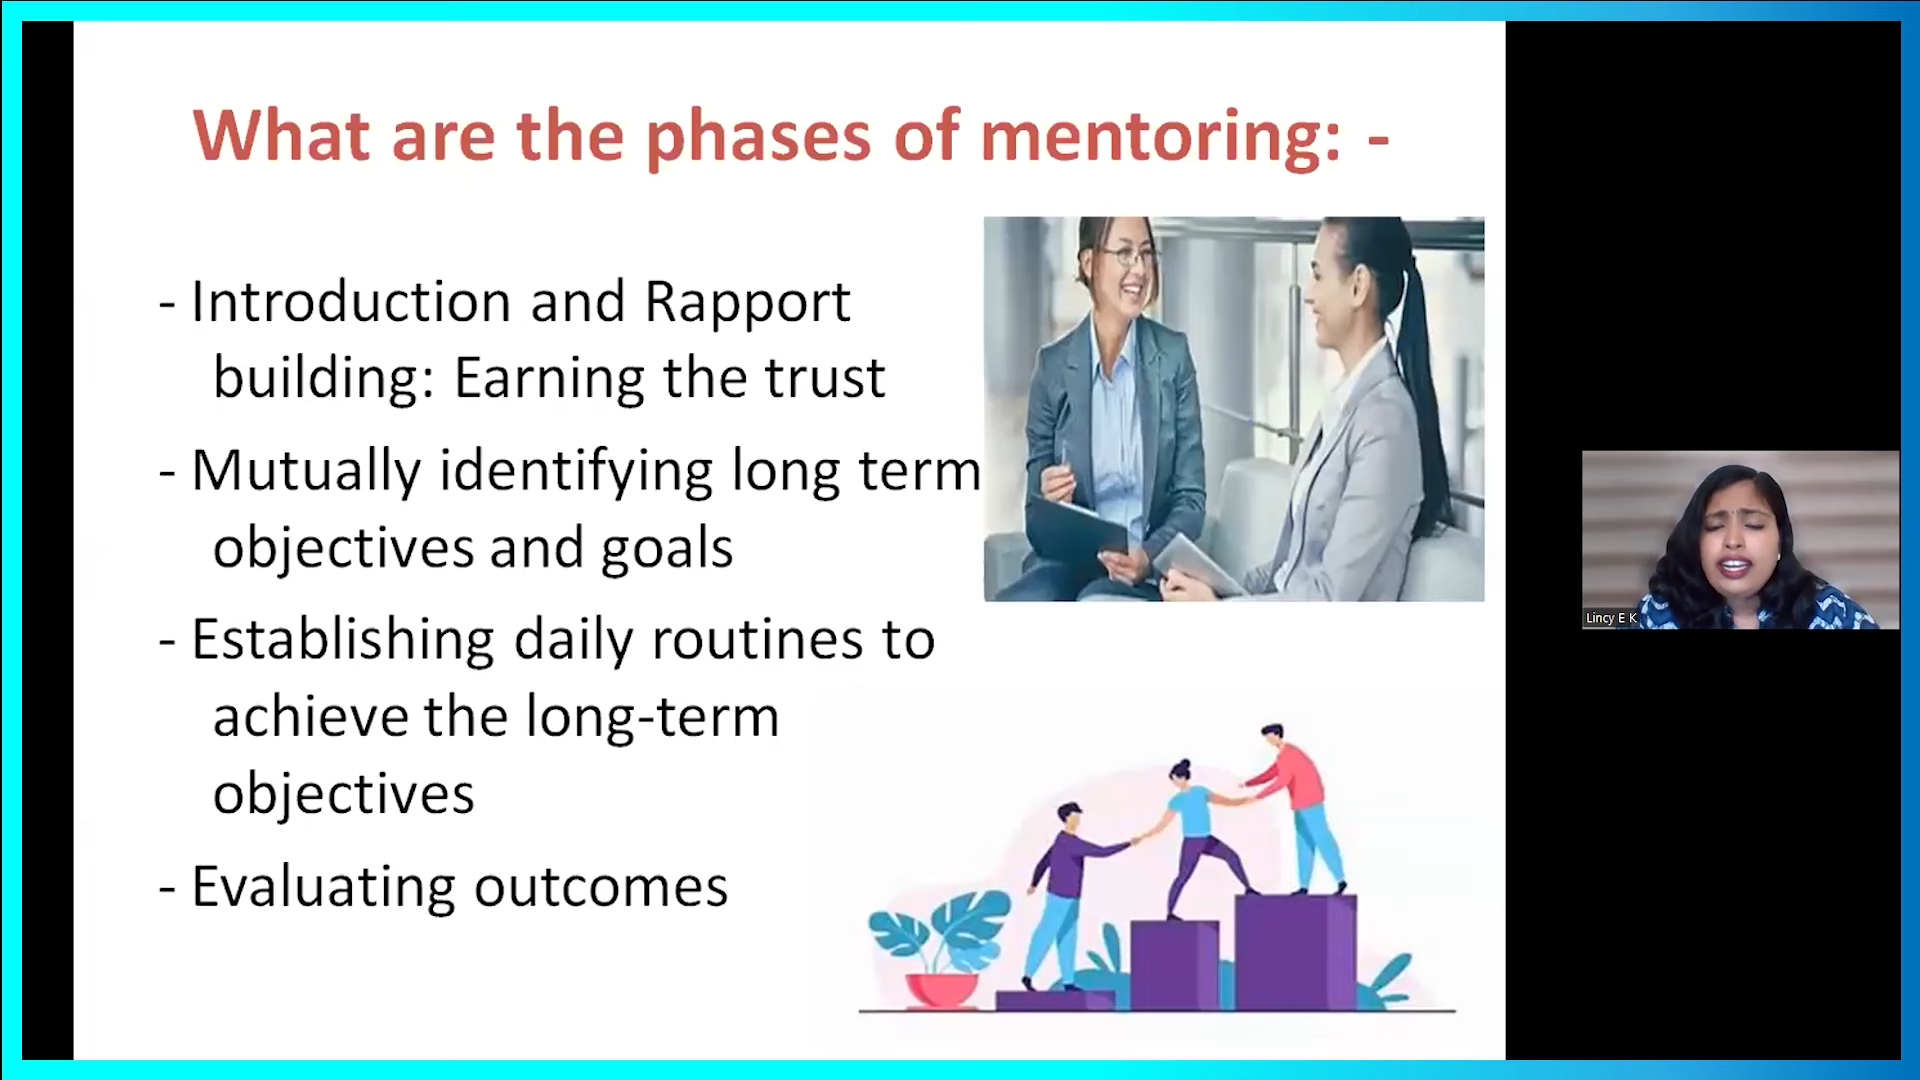 What are the phases of mentoring: -
- Introduction and Rapport
building: Earning the trust
- Mutually identifying long term
objectives and goals
- Establishing daily routines to
achieve the long-term
objectives
- Evaluating outcomes
Lincy E K